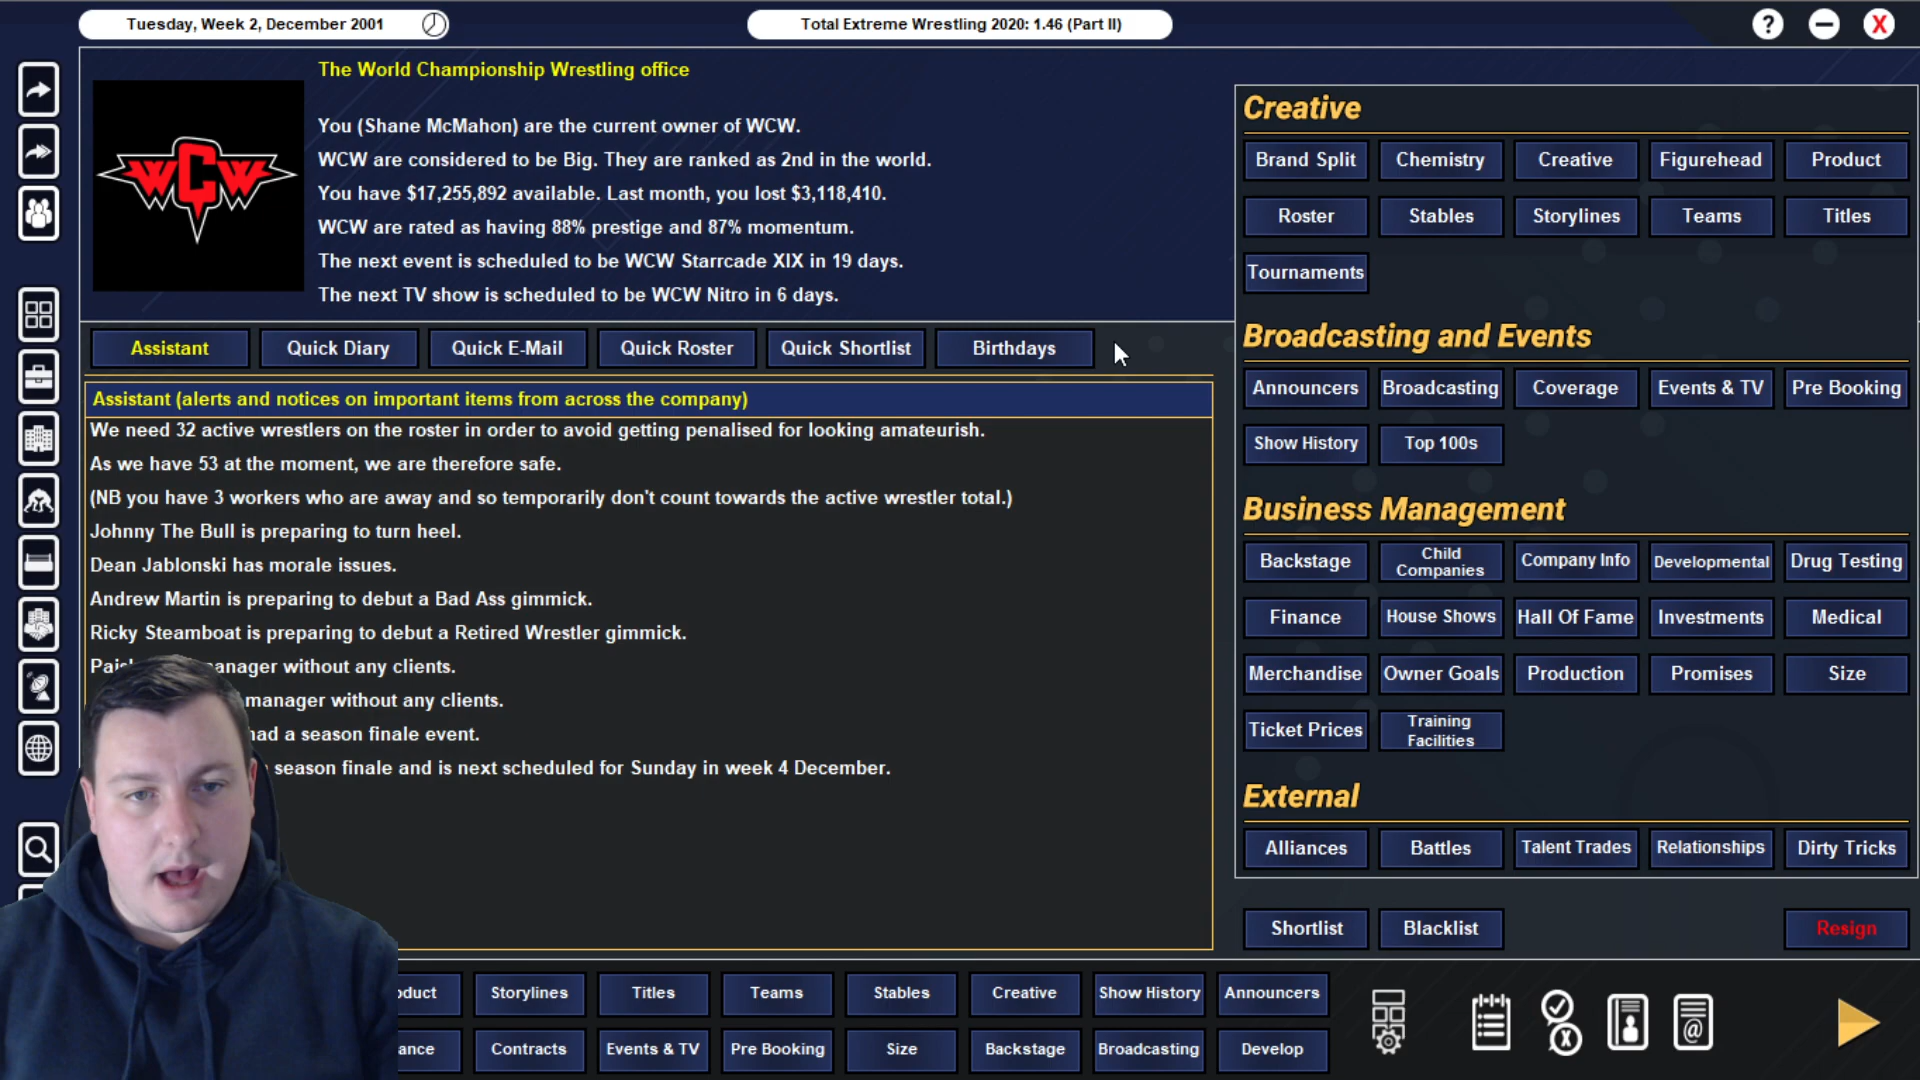 Tuesday, Week 2, December 2001
Total Extreme Wrestling 2020: 1.46 (Part II)
?
X
The World Championship Wrestling office
WCW
You (Shane McMahon) are the current owner of WCW.
WCW are considered to be Big. They are ranked as 2nd in the world.
You have $17,255,892 available. Last month, you lost $3,118,410.
WCW are rated as having 88% prestige and 87% momentum.
The next event is scheduled to be WCW Starrcade XIX in 19 days.
The next TV show is scheduled to be WCW Nitro in 6 days.
Assistant Quick Diary Quick E-Mail Quick Roster Quick Shortlist Birthdays
Assistant (alerts and notices on important items from across the company)
We need 32 active wrestlers on the roster in order to avoid getting penalised for looking amateurish.
As we have 53 at the moment, we are therefore safe.
(NB you have 3 workers who are away and so temporarily don't count towards the active wrestler total.)
Johnny The Bull is preparing to turn heel.
Dean Jablonski has morale issues.
Andrew Martin is preparing to debut a Bad Ass gimmick.
Ricky Steamboat is preparing to debut a Retired Wrestler gimmick.
manager without any clients.
manager without any clients.
had a season finale event.
season finale and is next scheduled for Sunday in week 4 December.
Creative
Brand Split Chemistry Creative Figurehead Product
Roster Stables Storylines Teams Titles
Tournaments
Broadcasting and Events
Announcers Broadcasting Coverage Events & TV Pre Booking
Show History Top 100s
Business Management
Backstage Child Companies Company Info Developmental Drug Testing
Finance House Shows Hall Of Fame Investments Medical
Merchandise Owner Goals Production Promises Size
Ticket Prices Training Facilities
External
Alliances Battles Talent Trades Relationships Dirty Tricks
Shortlist Blacklist Resign
Storylines Titles Teams Stables Creative Show History Announcers
Contracts Events & TV Pre Booking Size Backstage Broadcasting Develop